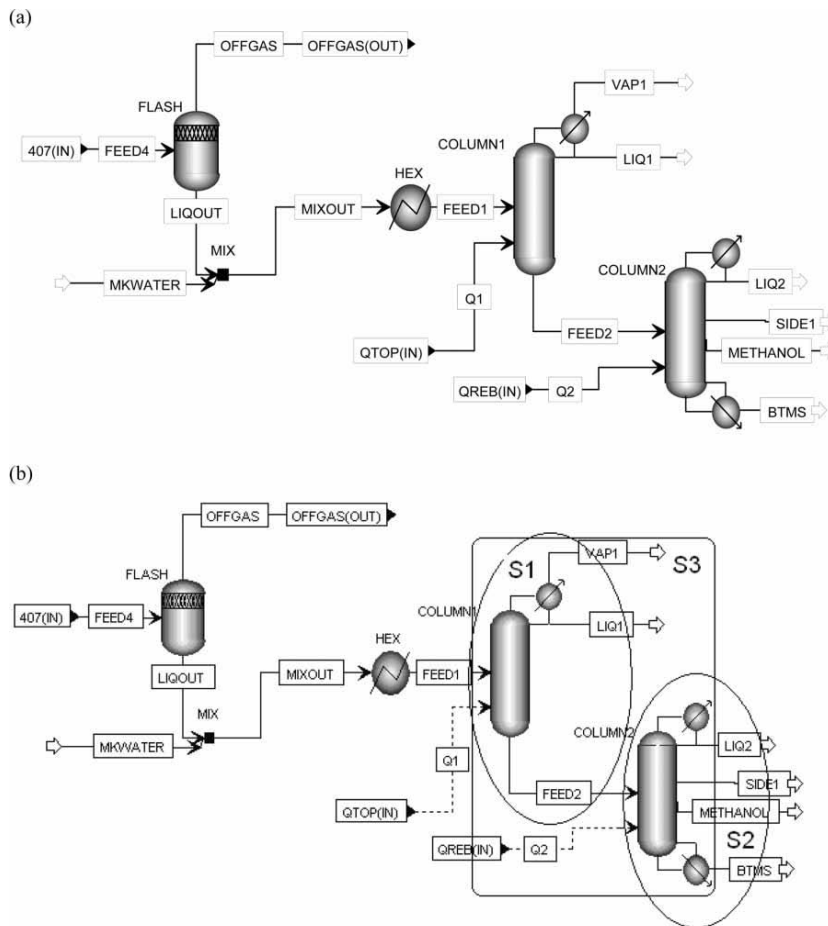 (a)
OFFGAS OFFGAS(OUT)
VAP1
FLASH
COLUMN1
407(IN) FEED4
LIQ1
HEX
LIQOUT
MIXOUT
FEED1
MIX
COLUMN2
MKWATER
LIQ2
Q1
SIDE1
QTOP(IN)
FEED2
METHANOL
QREB(IN) Q2
BTMS
(b)
OFFGAS OFFGAS(OUT)
VAP1
S1
S3
FLASH
COLUMN1
407(IN) FEED4
LIQ1
HEX
LIQOUT
MIXOUT
FEED1
MIX
COLUMN2
MKWATER
LIQ2
Q1
SIDE1
FEED2
QTOP(IN)
METHANOL
S2
QREB(IN) Q2
BTMS